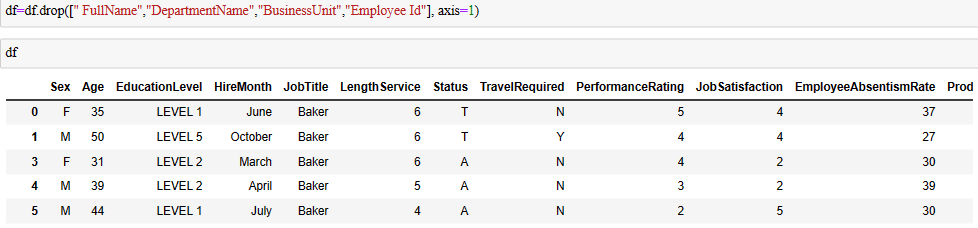 df=df.drop([" FullName","DepartmentName","BusinessUnit","Employee Id"], axis=1)
df
Sex Age EducationLevel HireMonth JobTitle LengthService Status TravelRequired PerformanceRating JobSatisfaction EmployeeAbsentismRate Prod
0 F 35 LEVEL 1 June Baker 6 T N 5 4 37
1 M 50 LEVEL 5 October Baker 6 T Y 4 4 27
3 F 31 LEVEL 2 March Baker 6 A N 4 2 30
4 M 39 LEVEL 2 April Baker 5 A N 3 2 39
5 M 44 LEVEL 1 July Baker 4 A N 2 5 30